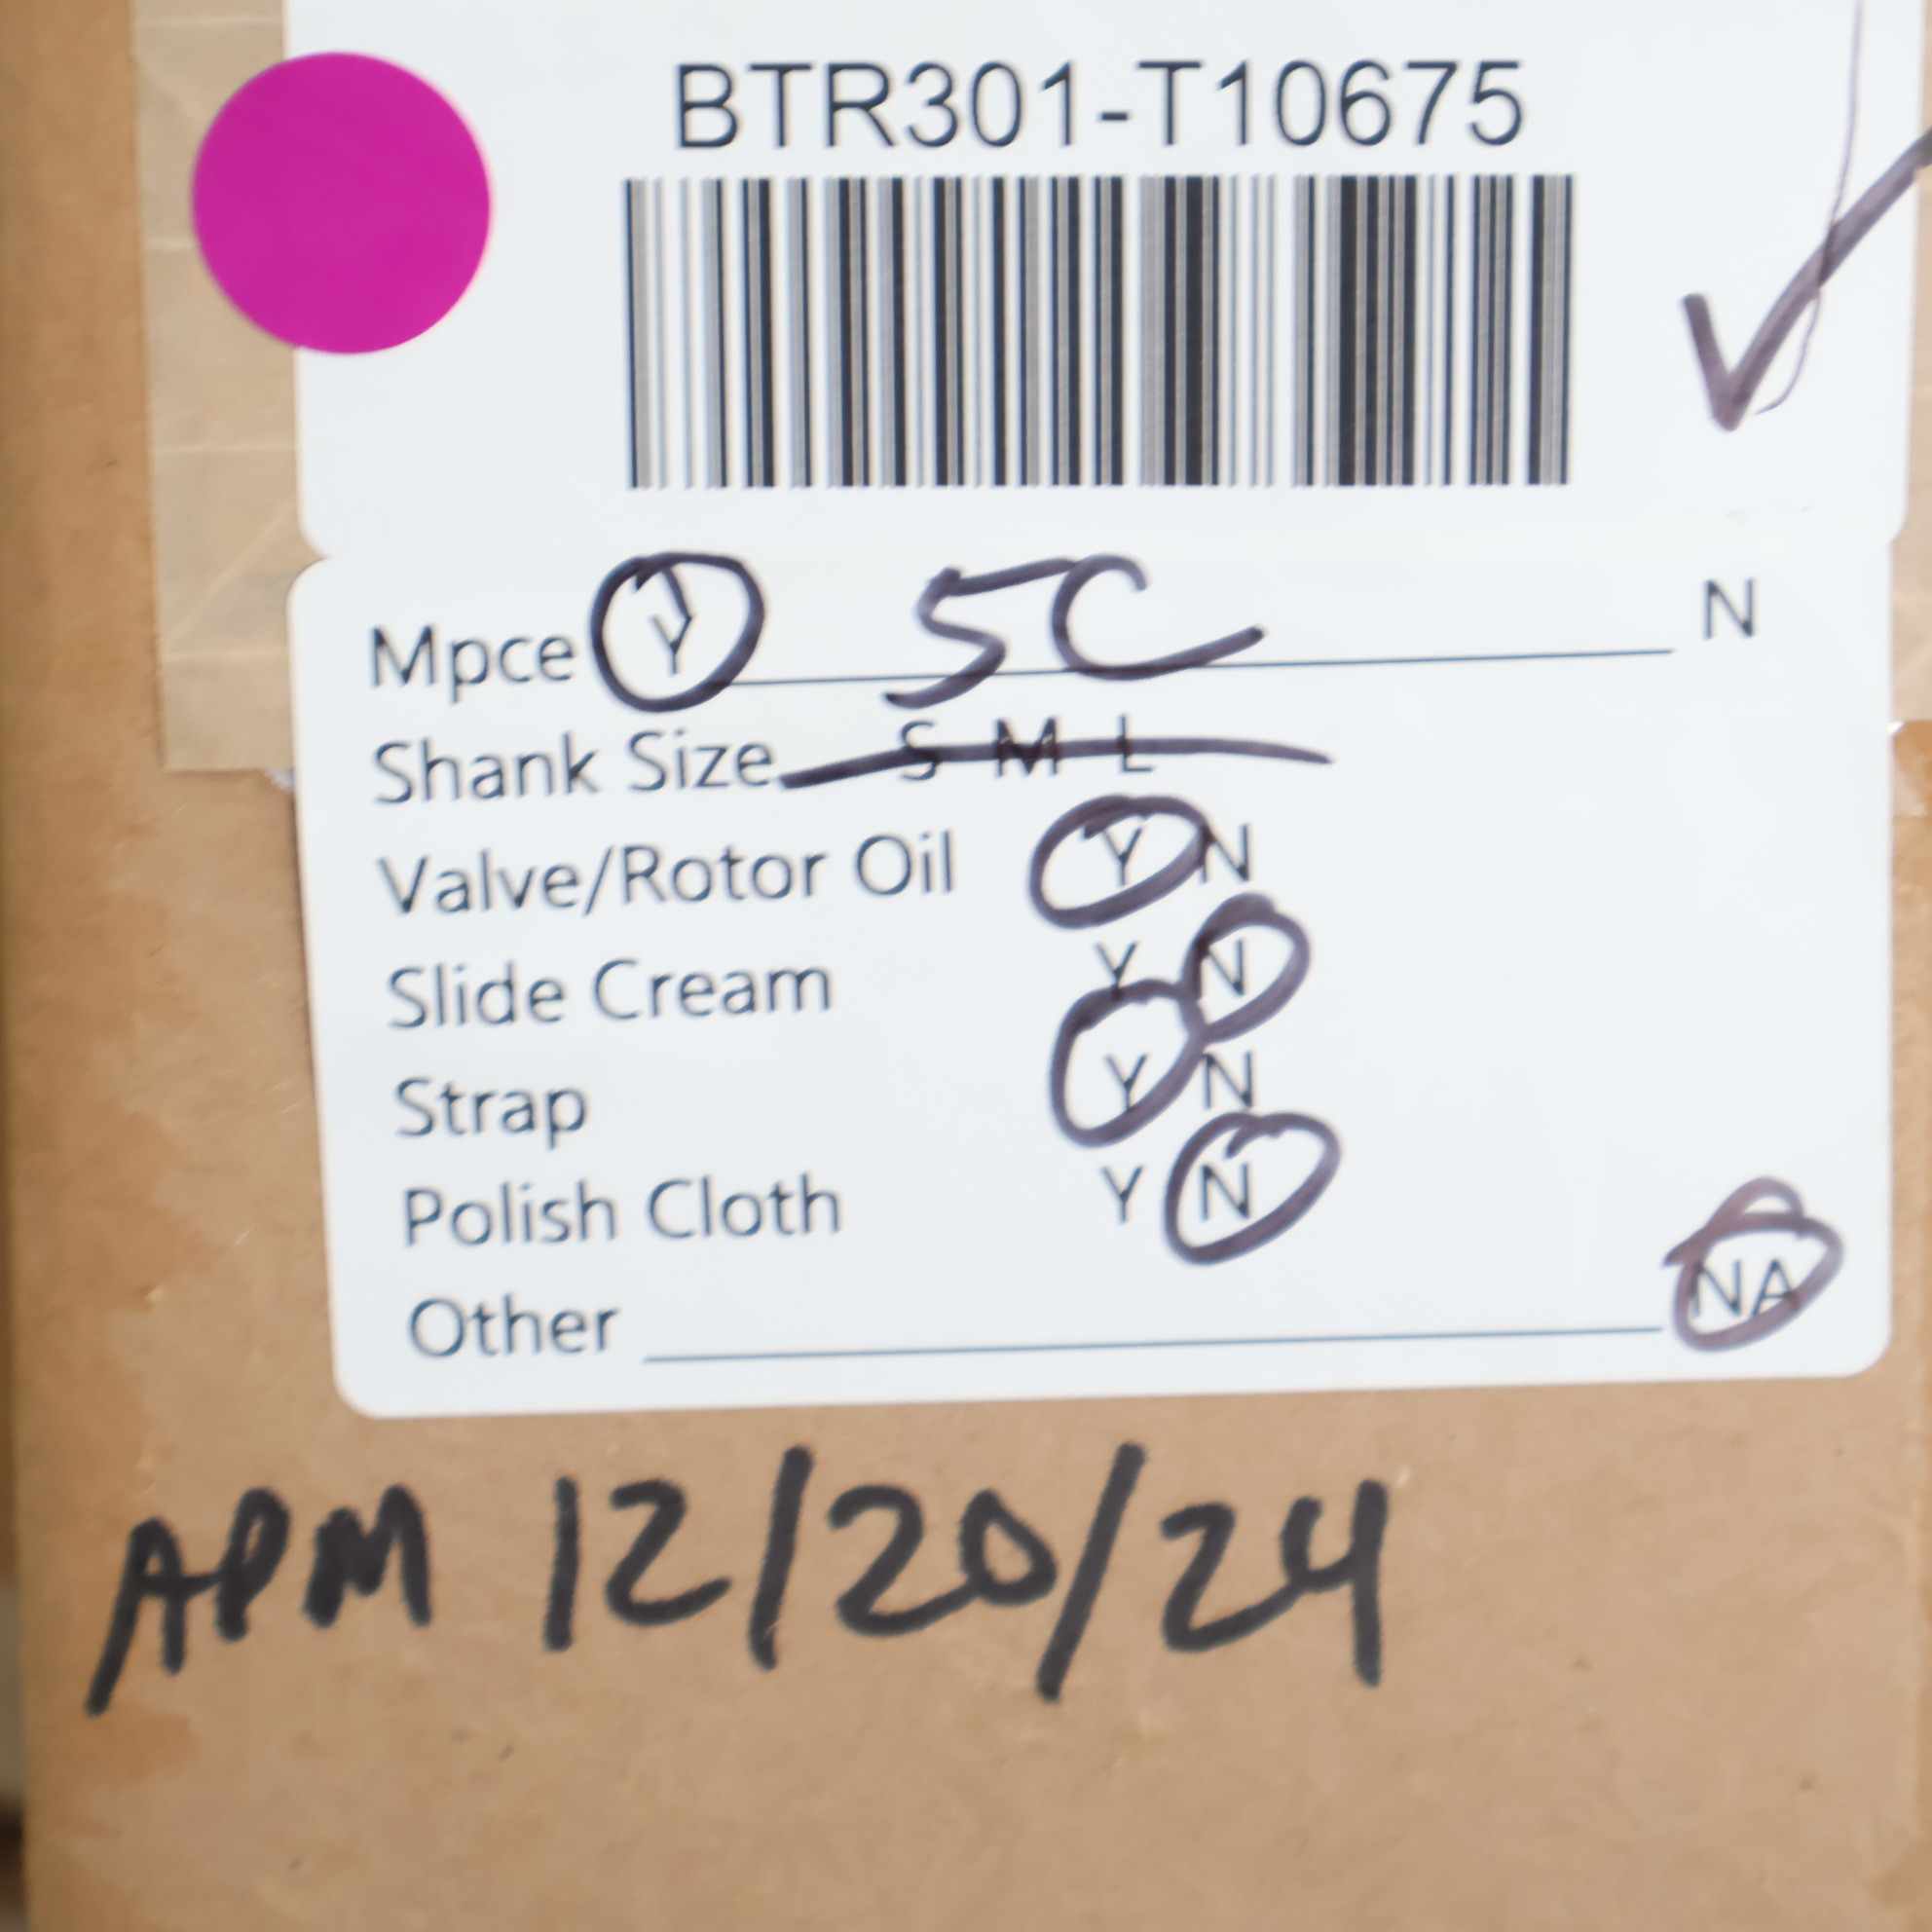 BTR301-T10675
Mpce Y 5C N
Shank Size S M L
Valve/Rotor Oil Y N
Slide Cream Y N
Strap Y N
Polish Cloth Y N
Other NA
APM 12/20/24